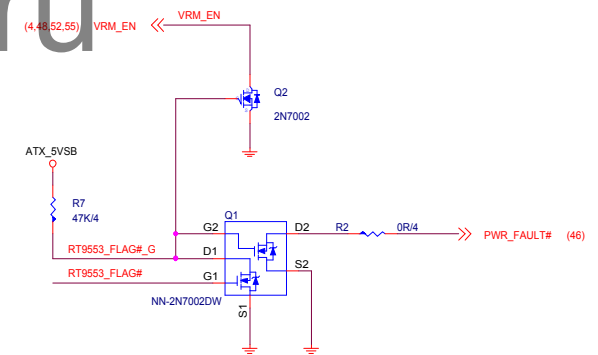 ru
VRM_EN
(4,48,52,55) VRM_EN
Q2
2N7002
ATX_5VSB
R7
47K/4
Q1
G2 D2 R2 0R/4
PWR_FAULT# (46)
RT9553_FLAG#_G D1
S2
RT9553_FLAG# G1
NN-2N7002DW
S1